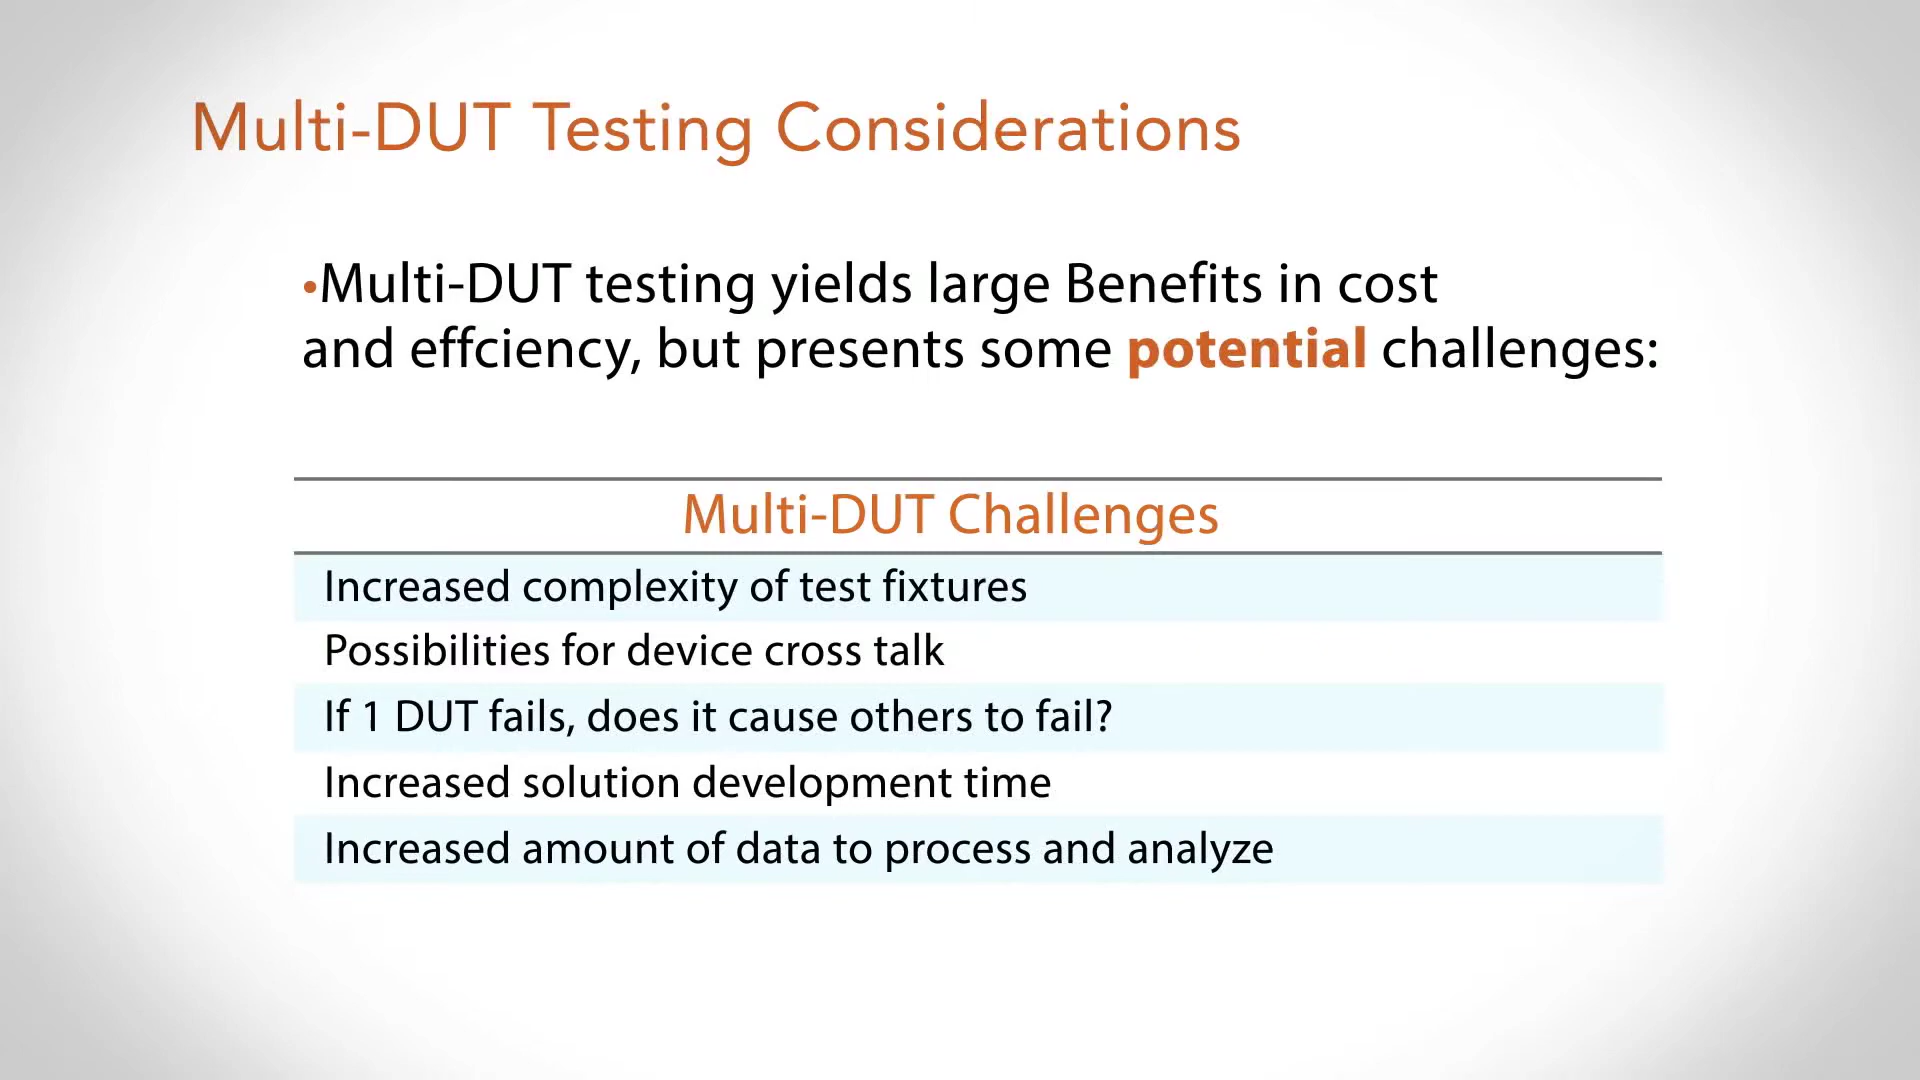 Multi-DUT Testing Considerations
•Multi-DUT testing yields large Benefits in cost
and effciency, but presents some potential challenges:
Multi-DUT Challenges
Increased complexity of test fixtures
Possibilities for device cross talk
If 1 DUT fails, does it cause others to fail?
Increased solution development time
Increased amount of data to process and analyze